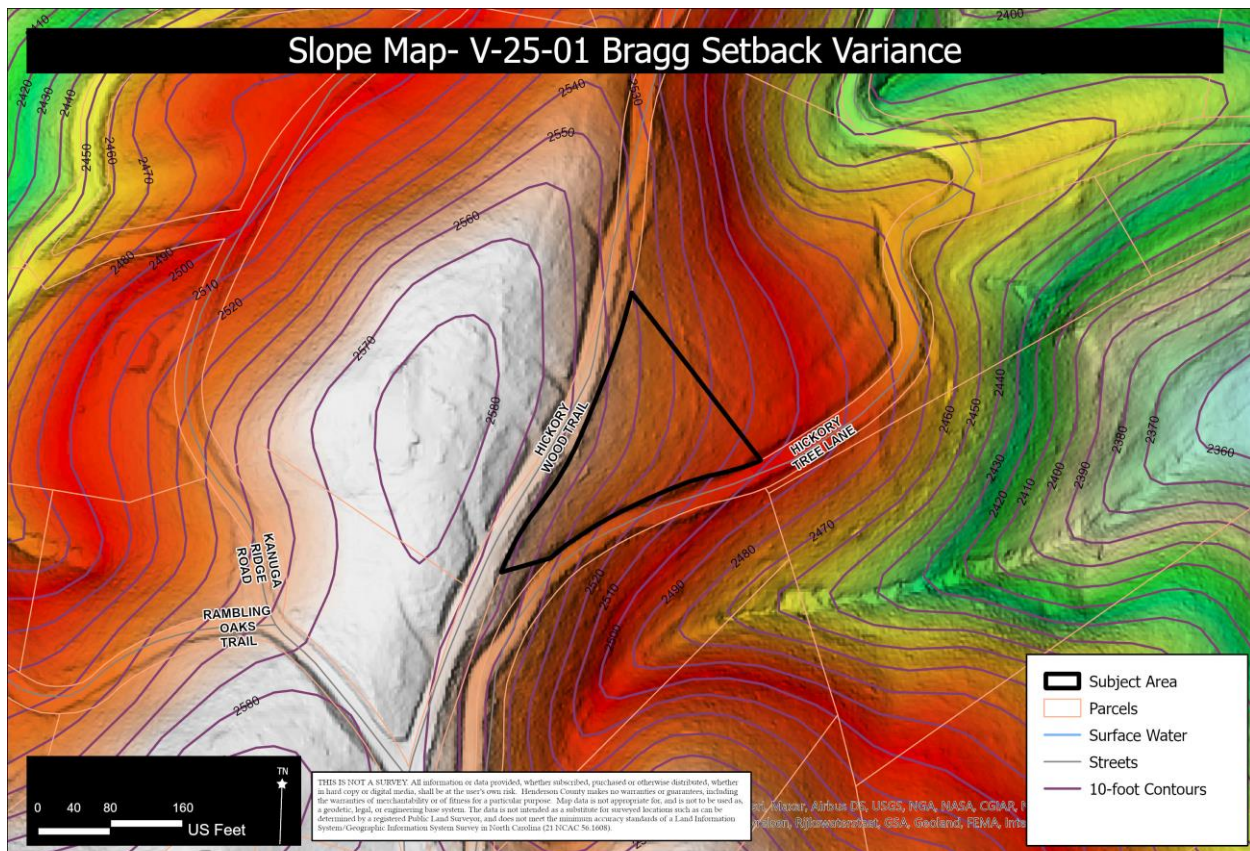 2400
Slope Map- V-25-01 Bragg Setback Variance
2420
2430
2440
2450
2460
2470
2540
2550
2530
2560
2480
2490
2500
2510
2520
2570
2580
HICKORY
WOOD TRAIL
HICKORY
TREE LANE
2440
2450
2460
2430
2420
2410
2400
2390
2380
2370
2360
2470
2480
2490
2520
2510
2500
KANUGA
RIDGE
ROAD
RAMBLING
OAKS
TRAIL
2580
Subject Area
Parcels
Surface Water
Streets
10-foot Contours
TN
0 40 80 160
US Feet
THIS IS NOT A SURVEY. All information or data provided, whether subscribed, purchased or otherwise distributed, whether
in hard copy or digital media, shall be at the user's own risk. Henderson County makes no warranties or guarantees, including
the warranties of merchantability or of fitness for a particular purpose. Map data is not appropriate for, and is not to be used as,
a geodetic, legal, or engineering base system. The data is not intended as a substitute for surveyed locations such as can be
determined by a registered Public Land Surveyor, and does not meet the minimum accuracy standards of a Land Information
System/Geographic Information System Survey in North Carolina (21 NCAC 56.1608).
Maxar, Airbus DS, USGS, NGA, NASA, CGIAR,
Rijkswaterstaat, GSA, Geoland, FEMA,